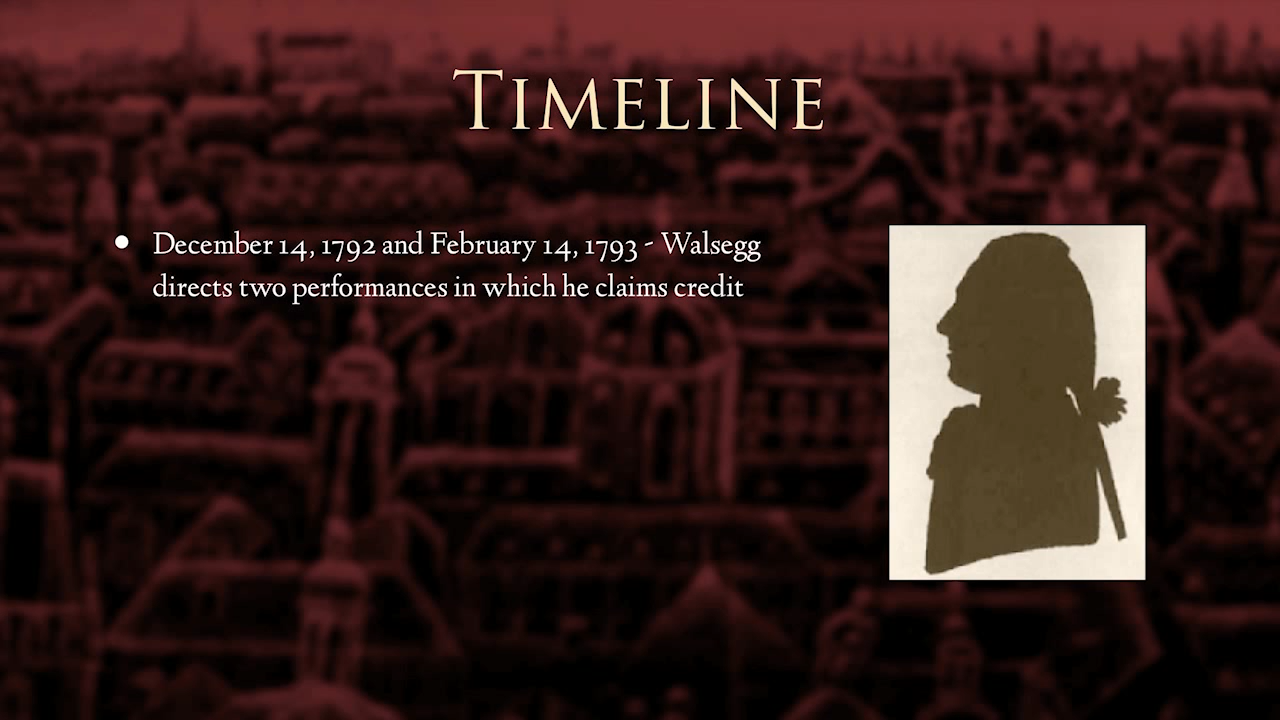 TIMELINE
• December 14, 1792 and February 14, 1793 - Walsegg
directs two performances in which he claims credit